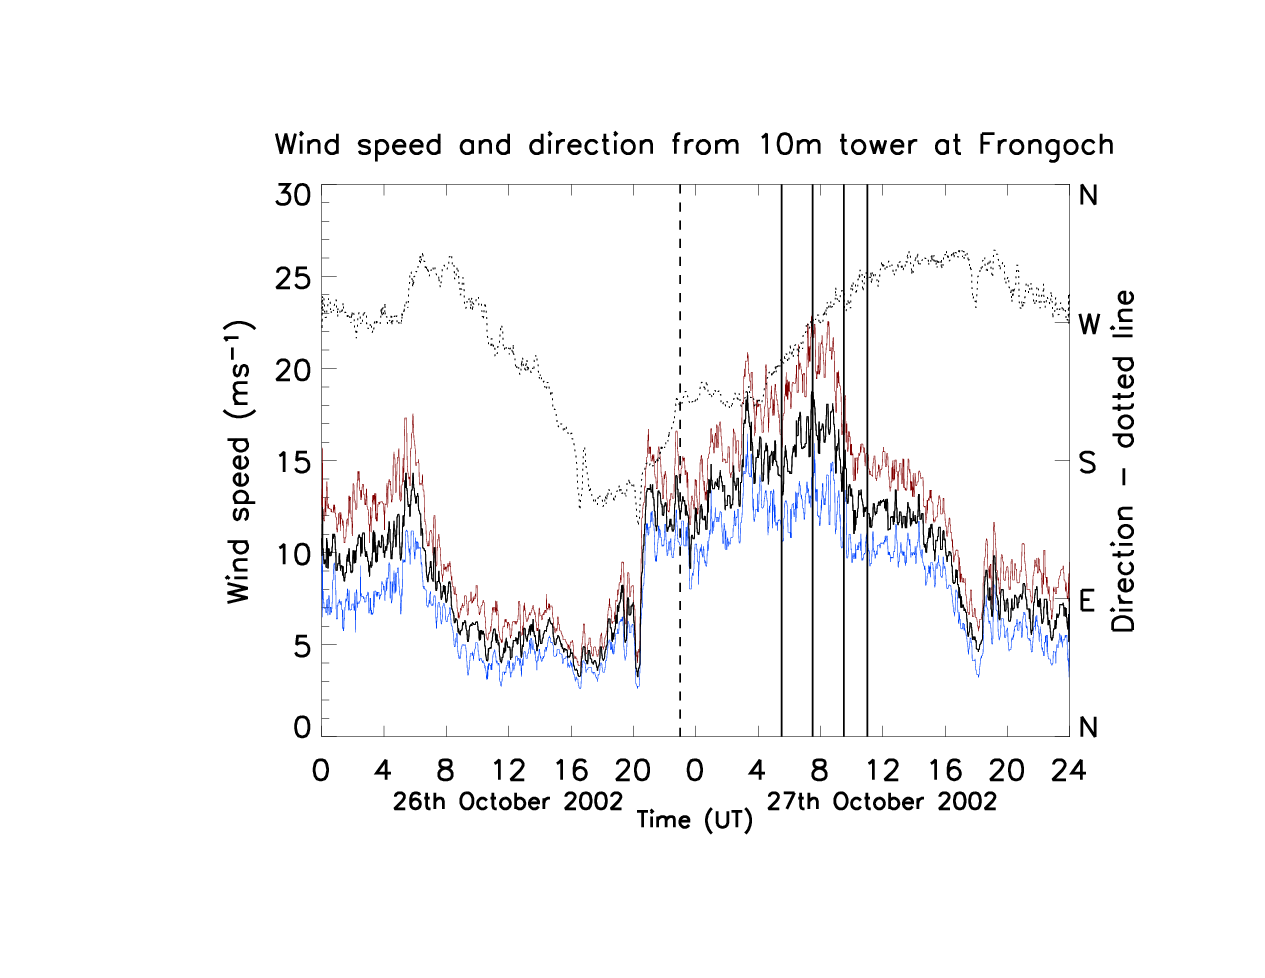 Wind speed and direction from 10m tower at Frongoch
30
25
20
15
10
5
0
Wind speed (ms⁻¹)
N
W
S
E
N
Direction – dotted line
0 4 8 12 16 20 0 4 8 12 16 20 24
26th October 2002 27th October 2002
Time (UT)